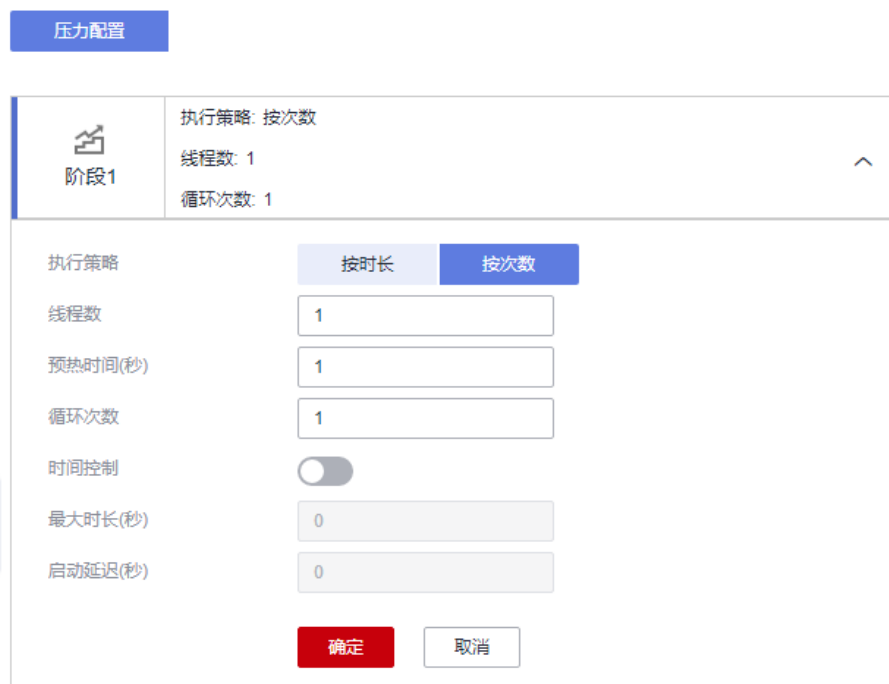 压力配置
执行策略: 按次数
线程数: 1
阶段1
循环次数: 1
执行策略 按时长 按次数
线程数 1
预热时间(秒) 1
循环次数 1
时间控制
最大时长(秒) 0
启动延迟(秒) 0
确定 取消